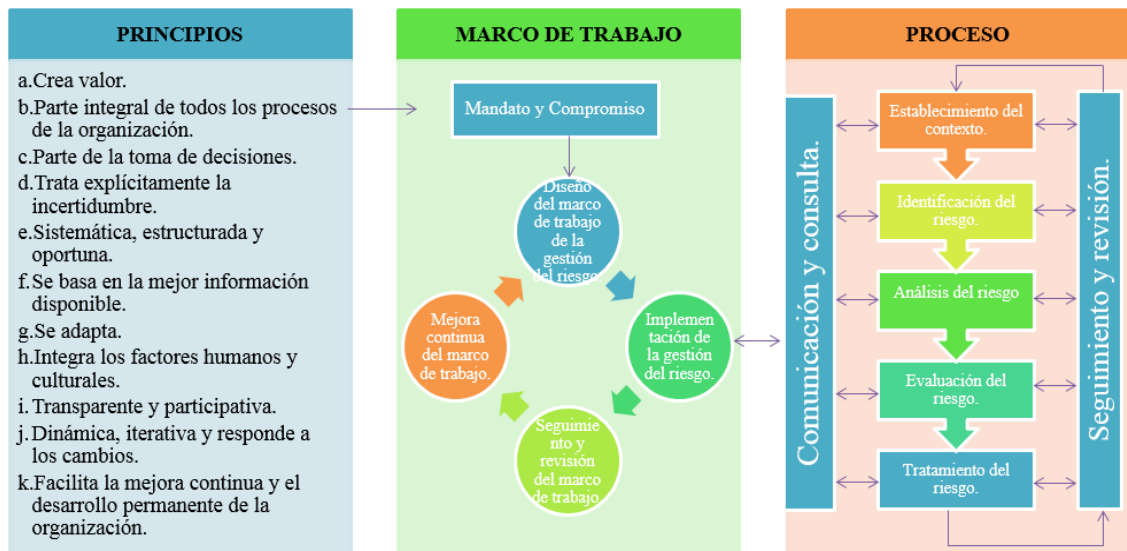 PRINCIPIOS
a.Crea valor.
b.Parte integral de todos los procesos
de la organización.
c.Parte de la toma de decisiones.
d.Trata explícitamente la
incertidumbre.
e.Sistemática, estructurada y
oportuna.
f.Se basa en la mejor información
disponible.
g.Se adapta.
h.Integra los factores humanos y
culturales.
i. Transparente y participativa.
j. Dinámica, iterativa y responde a
los cambios.
k.Facilita la mejora continua y el
desarrollo permanente de la
organización.
MARCO DE TRABAJO
Mandato y Compromiso
Diseño
del marco
de trabajo
de la
gestión
del riesgo.
Implemen
tación de
la gestión
del riesgo.
Seguimie
nto y
revisión
del marco
de trabajo.
Mejora
continua
del marco
de trabajo.
PROCESO
Comunicación y consulta.
Establecimiento del
contexto.
Identificación del
riesgo.
Análisis del riesgo
Evaluación del
riesgo.
Tratamiento del
riesgo.
Seguimiento y revisión.